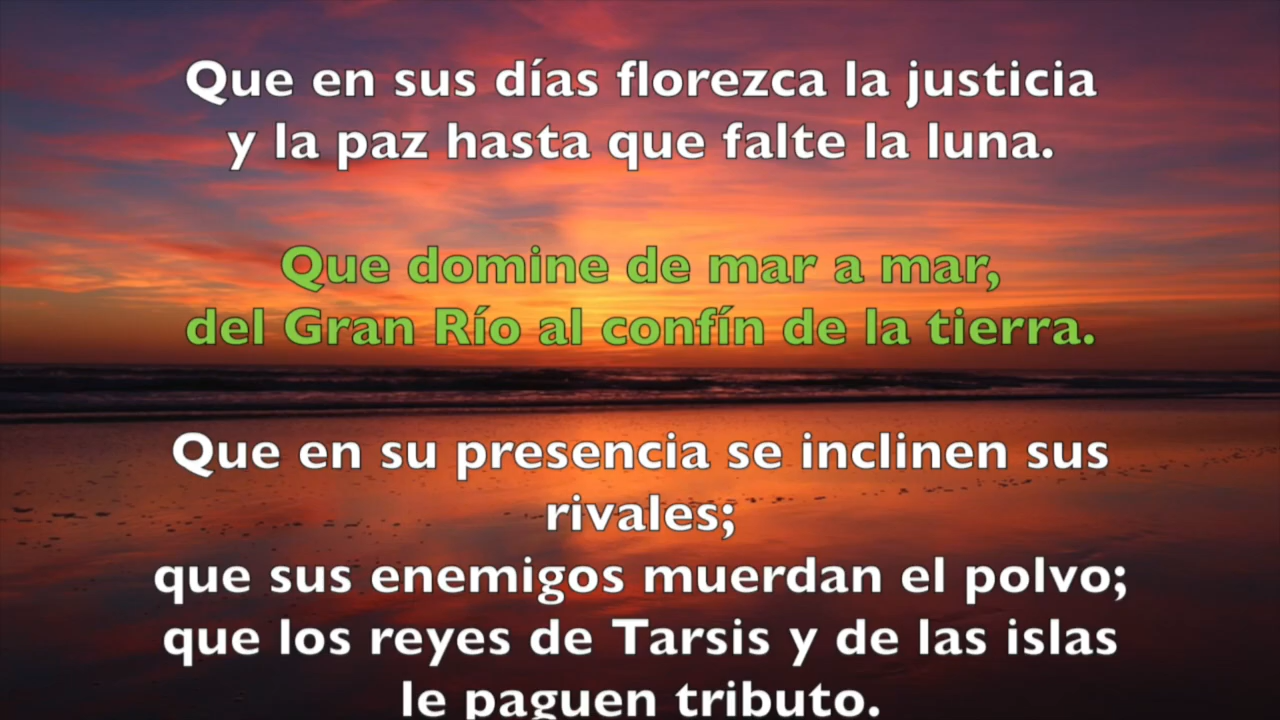 Que en sus días florezca la justicia
y la paz hasta que falte la luna.
Que domine de mar a mar,
del Gran Río al confín de la tierra.
Que en su presencia se inclinen sus
rivales;
que sus enemigos muerdan el polvo;
que los reyes de Tarsis y de las islas
le paguen tributo.